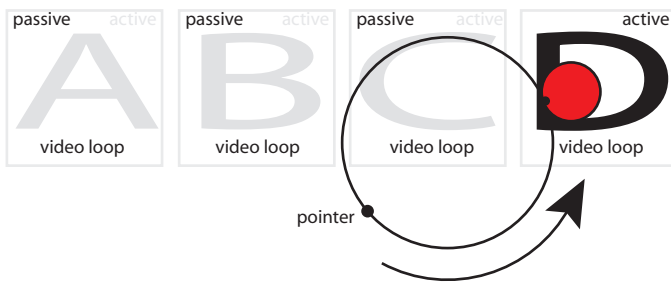 passive active passive active passive active active
A B C D
video loop video loop video loop video loop
pointer